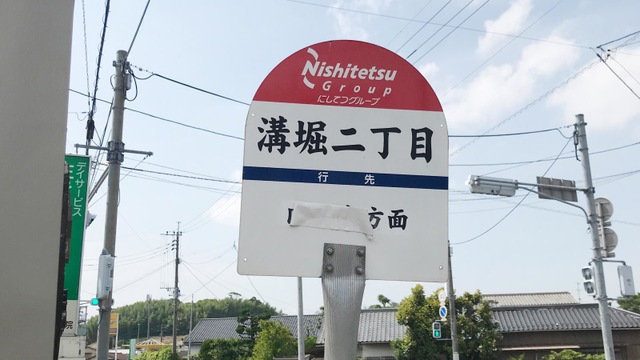 Nishitetsu
Group
にしてつグループ
溝堀二丁目
行先
方面
デイサービス